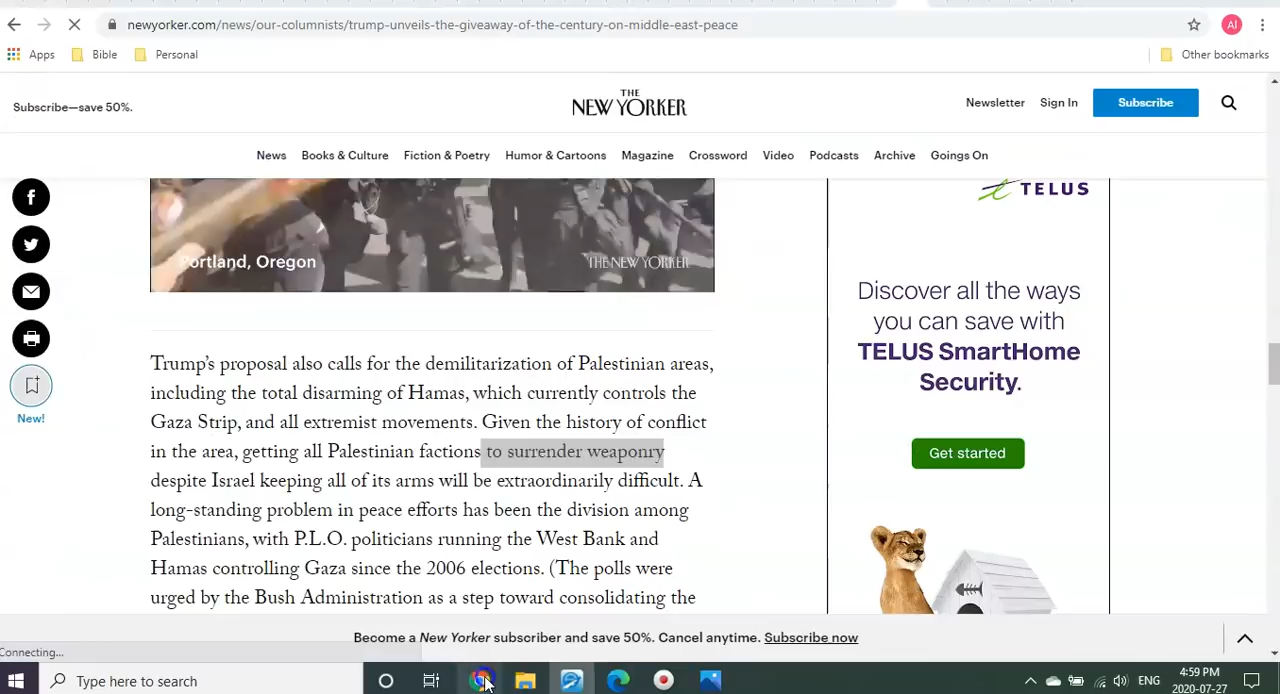 newyorker.com/news/our-columnists/trump-unveils-the-giveaway-of-the-century-on-middle-east-peace
AI
Apps Bible Personal Other bookmarks
Subscribe—save 50%.
THE
NEW YORKER
Newsletter Sign In Subscribe
News Books & Culture Fiction & Poetry Humor & Cartoons Magazine Crossword Video Podcasts Archive Goings On
TELUS
Portland, Oregon
THE NEW YORKER
Discover all the ways
you can save with
TELUS SmartHome
Security.
Get started
New!
Trump's proposal also calls for the demilitarization of Palestinian areas,
including the total disarming of Hamas, which currently controls the
Gaza Strip, and all extremist movements. Given the history of conflict
in the area, getting all Palestinian factions to surrender weaponry
despite Israel keeping all of its arms will be extraordinarily difficult. A
long-standing problem in peace efforts has been the division among
Palestinians, with P.L.O. politicians running the West Bank and
Hamas controlling Gaza since the 2006 elections. (The polls were
urged by the Bush Administration as a step toward consolidating the
Become a New Yorker subscriber and save 50%. Cancel anytime. Subscribe now
Connecting...
Type here to search
ENG
4:59 PM
2020-07-27